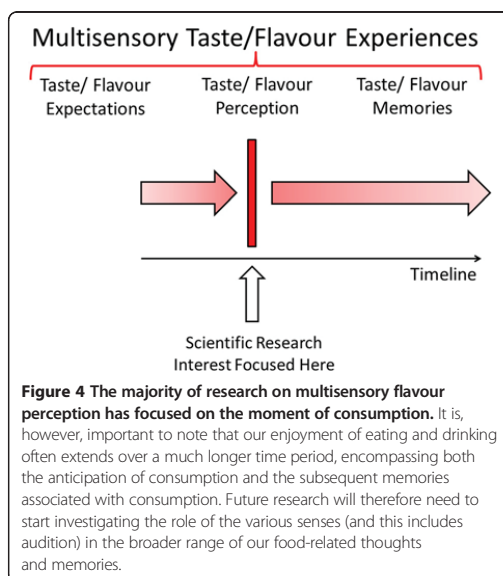 Multisensory Taste/Flavour Experiences
Taste/ Flavour Expectations
Taste/ Flavour Perception
Taste/ Flavour Memories
Timeline
Scientific Research
Interest Focused Here
Figure 4 The majority of research on multisensory flavour
perception has focused on the moment of consumption. It is,
however, important to note that our enjoyment of eating and drinking
often extends over a much longer time period, encompassing both
the anticipation of consumption and the subsequent memories
associated with consumption. Future research will therefore need to
start investigating the role of the various senses (and this includes
audition) in the broader range of our food-related thoughts
and memories.